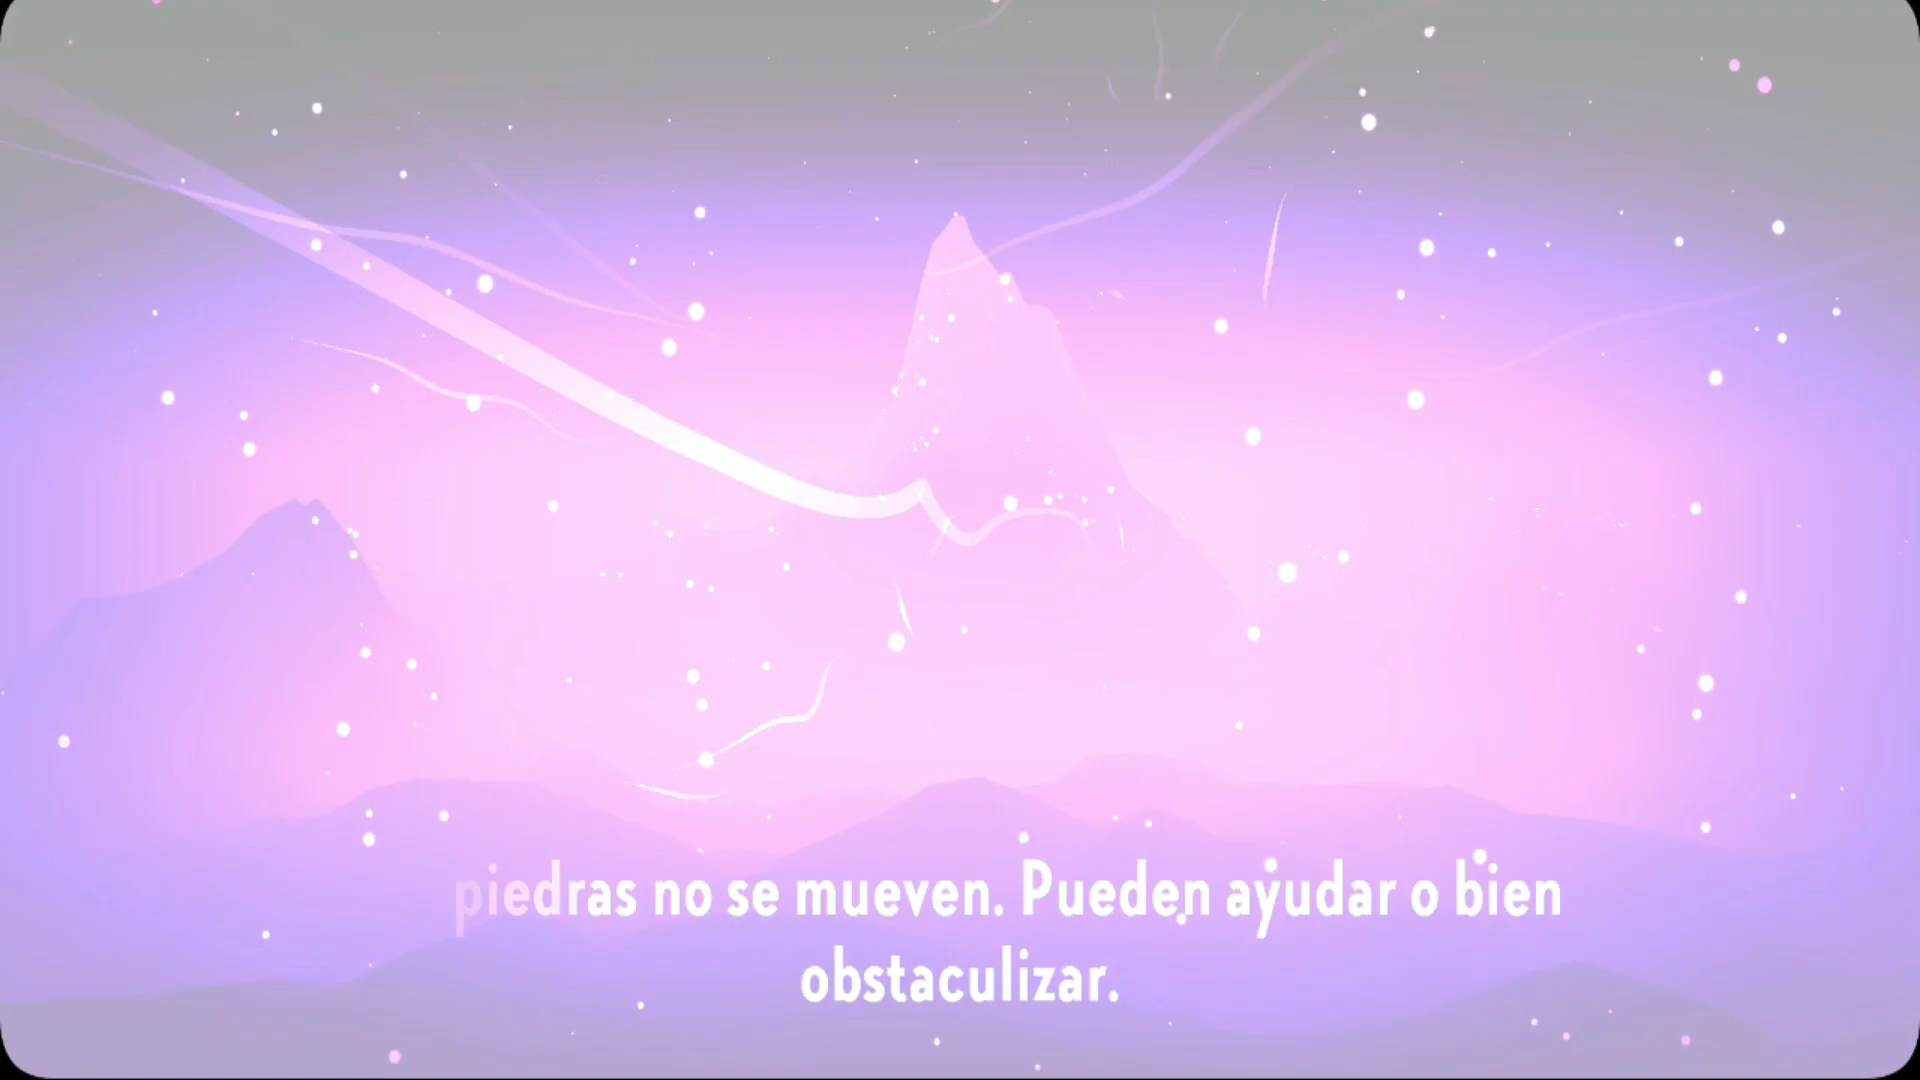 piedras no se mueven. Pueden ayudar o bien
obstaculizar.